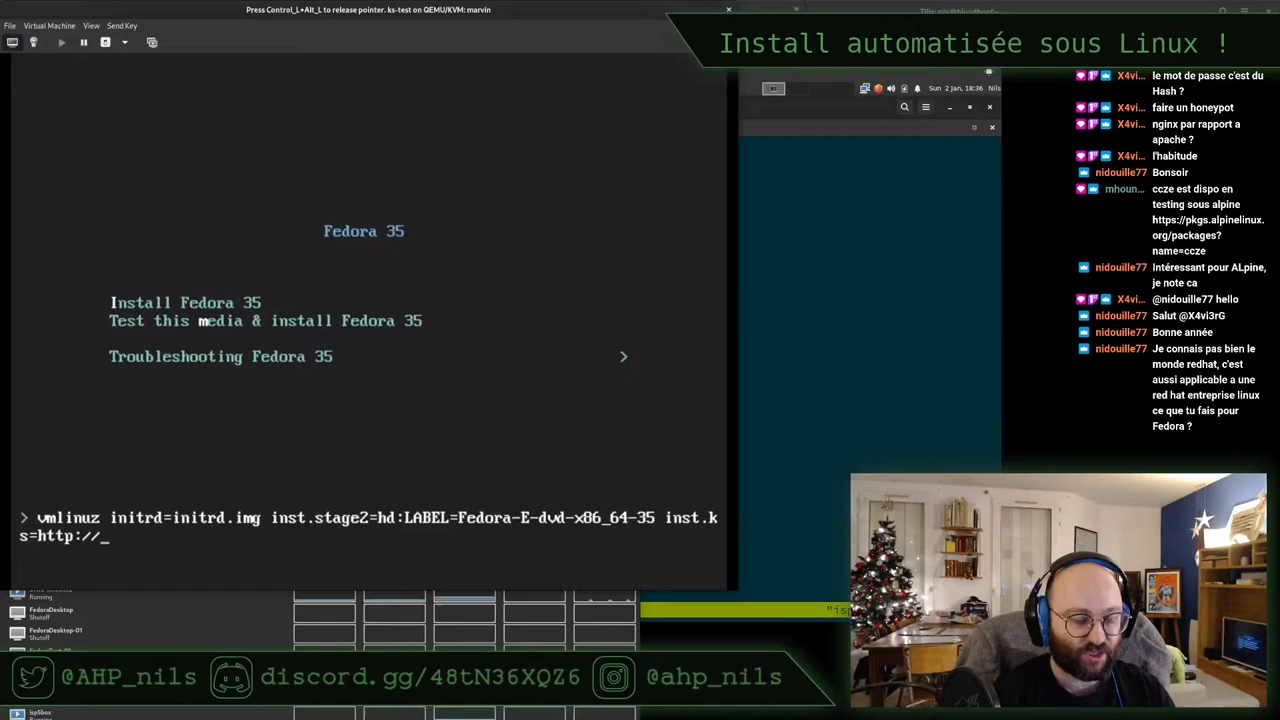 Press Control_L+Alt_L to release pointer. ks-test on QEMU/KVM: marvin
File Virtual Machine View Send Key
Install automatisée sous Linux !
Sun 2 Jan, 18:36 Nils
Fedora 35
Install Fedora 35
Test this media & install Fedora 35
Troubleshooting Fedora 35 >
> vmlinuz initrd=initrd.img inst.stage2=hd:LABEL=Fedora-E-dvd-x86_64-35 inst.k
s=http://_
X4vi... le mot de passe c'est du
Hash ?
X4vi... faire un honeypot
X4vi... nginx par rapport a
apache ?
X4vi... l'habitude
nidouille77 Bonsoir
mhoun... ccze est dispo en
testing sous alpine
https://pkgs.alpinelinux.
org/packages?
name=ccze
nidouille77 Intéressant pour ALpine,
je note ca
X4vi... @nidouille77 hello
nidouille77 Salut @X4vi3rG
nidouille77 Bonne année
nidouille77 Je connais pas bien le
monde redhat, c'est
aussi applicable a une
red hat entreprise linux
ce que tu fais pour
Fedora ?
Running
FedoraDesktop
Shutoff
FedoraDesktop-01
Shutoff
"isp
@AHP_nils
discord.gg/48tN36XQZ6
@ahp_nils
Running